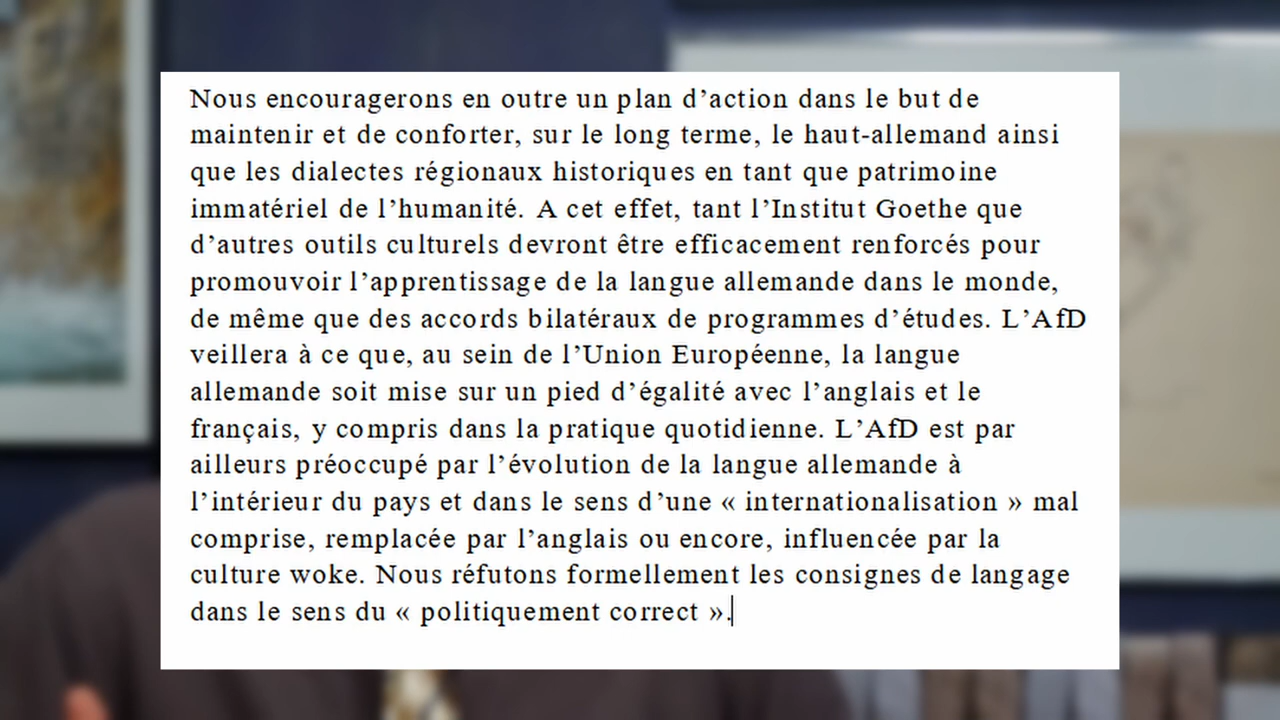 Nous encouragerons en outre un plan d’action dans le but de
maintenir et de conforter, sur le long terme, le haut-allemand ainsi
que les dialectes régionaux historiques en tant que patrimoine
immatériel de l’humanité. A cet effet, tant l’Institut Goethe que
d’autres outils culturels devront être efficacement renforcés pour
promouvoir l’apprentissage de la langue allemande dans le monde,
de même que des accords bilatéraux de programmes d’études. L’AfD
veillera à ce que, au sein de l’Union Européenne, la langue
allemande soit mise sur un pied d’égalité avec l’anglais et le
français, y compris dans la pratique quotidienne. L’AfD est par
ailleurs préoccupé par l’évolution de la langue allemande à
l’intérieur du pays et dans le sens d’une « internationalisation » mal
comprise, remplacée par l’anglais ou encore, influencée par la
culture woke. Nous réfutons formellement les consignes de langage
dans le sens du « politiquement correct ».